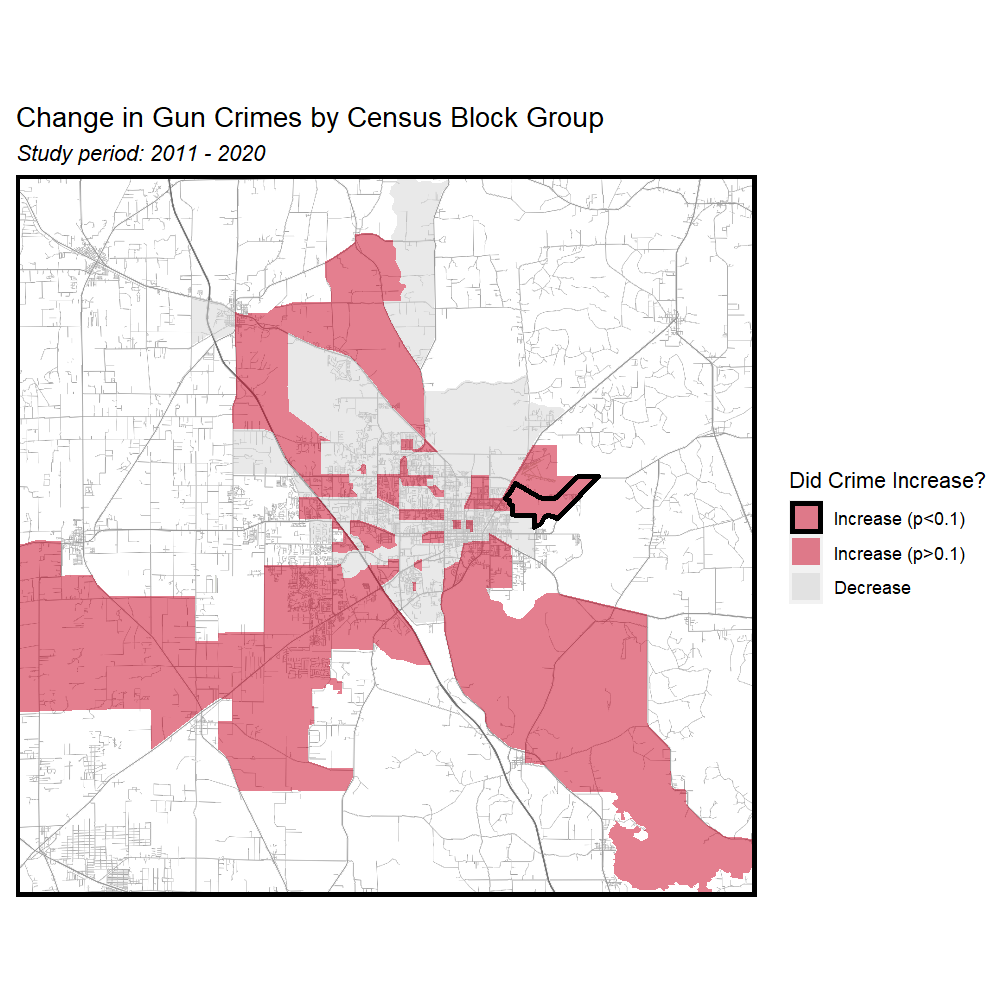 Change in Gun Crimes by Census Block Group
Study period: 2011 - 2020
Did Crime Increase?
Increase (p<0.1)
Increase (p>0.1)
Decrease